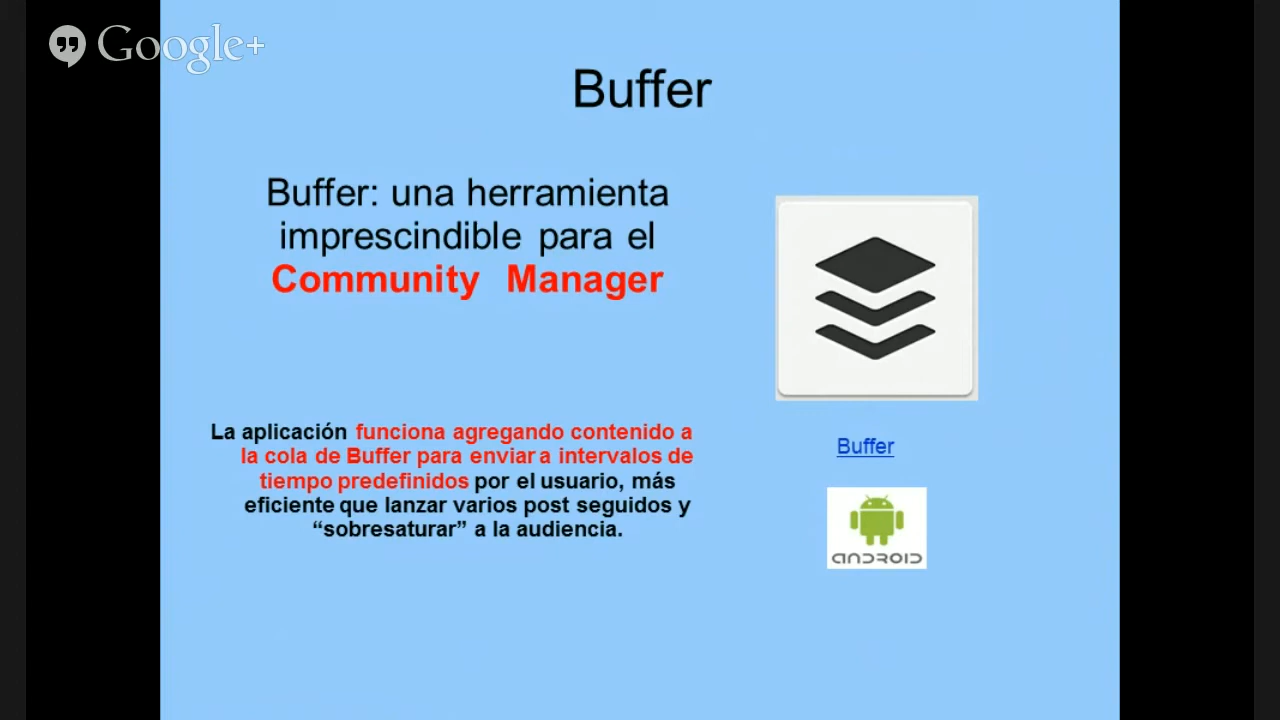 Google+
Buffer
Buffer: una herramienta
imprescindible para el
Community Manager
La aplicación funciona agregando contenido a
la cola de Buffer para enviar a intervalos de
tiempo predefinidos por el usuario, más
eficiente que lanzar varios post seguidos y
“sobresaturar” a la audiencia.
Buffer
ANDROID